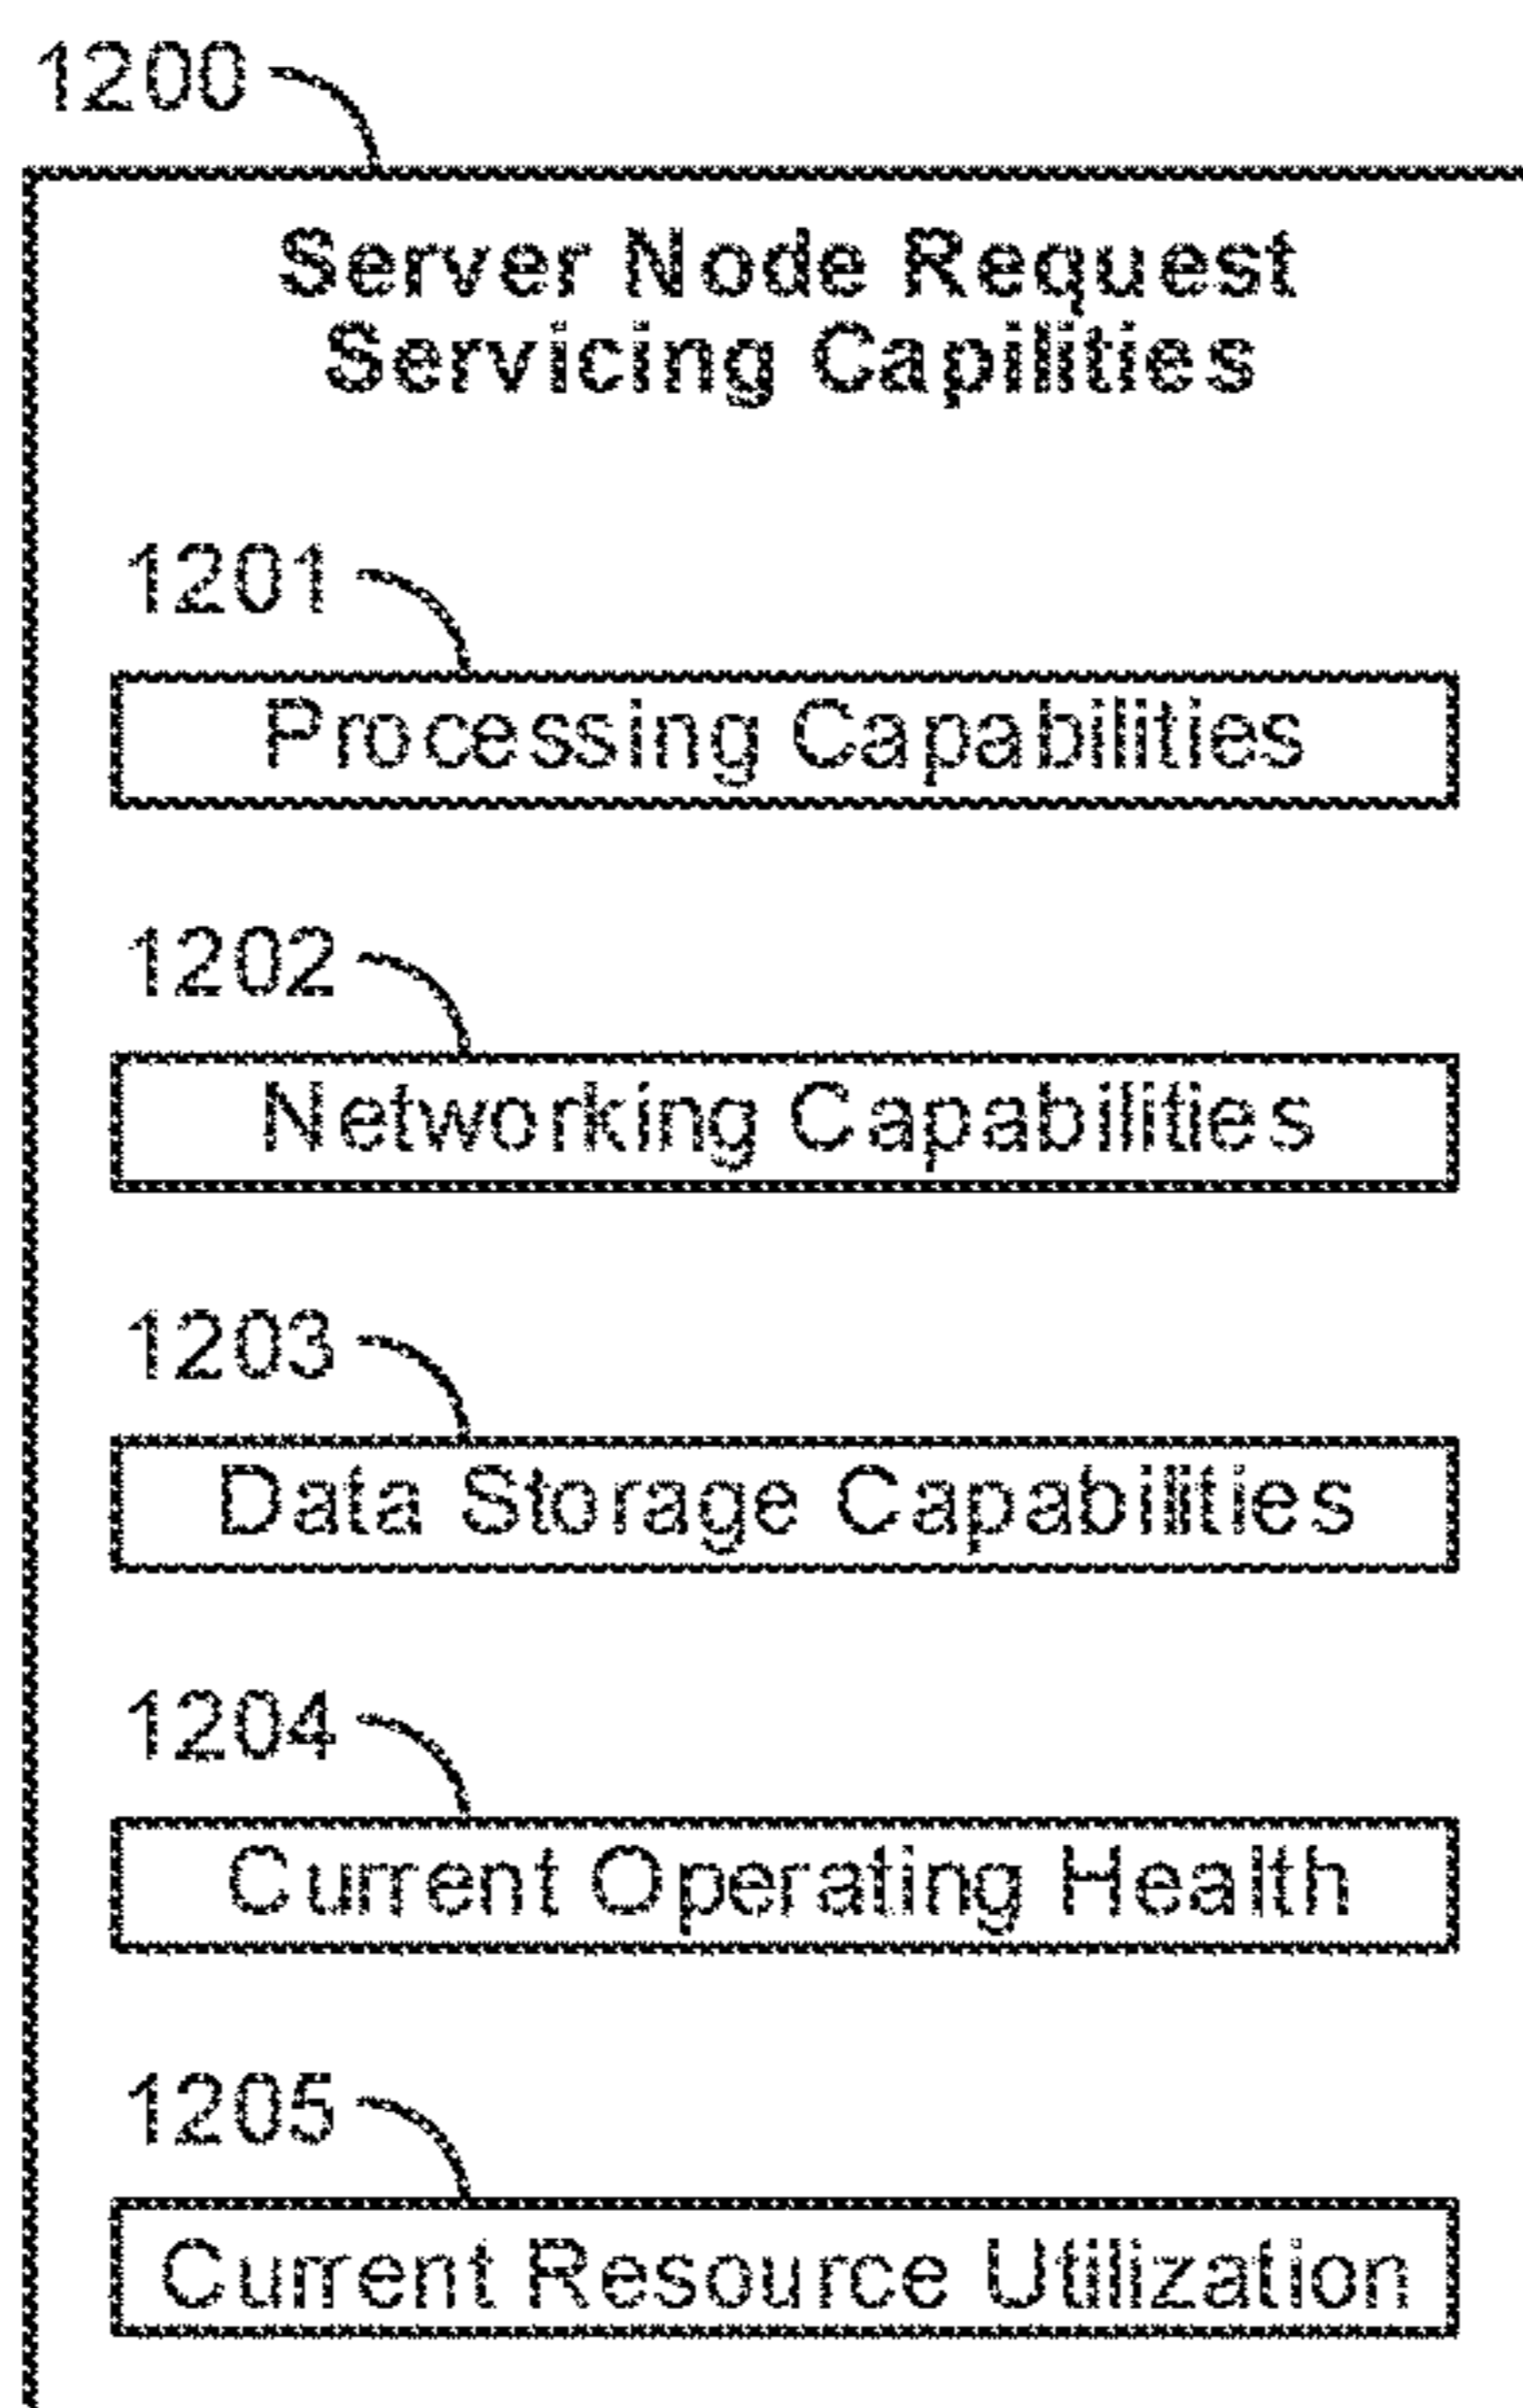 1200
Server Node Request
Servicing Capilities
1201
Processing Capabilities
1202
Networking Capabilities
1203
Data Storage Capabilities
1204
Current Operating Health
1205
Current Resource Utilization